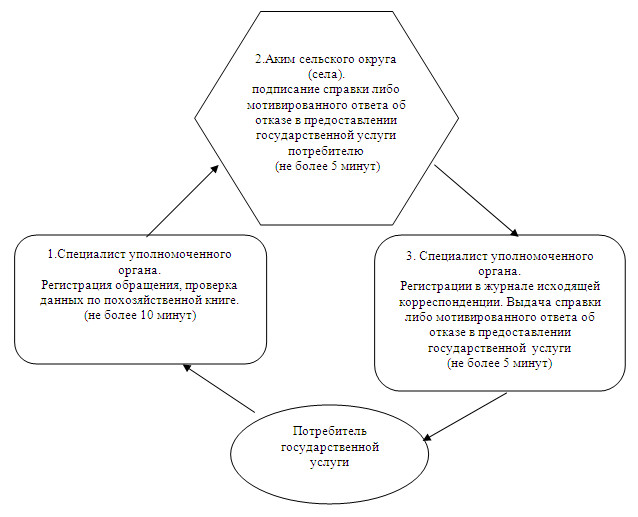 2.Аким сельского округа
(села).
подписание справки либо
мотивированного ответа об
отказе в предоставлении
государственной услуги
потребителю
(не более 5 минут)
1.Специалист уполномоченного
органа.
Регистрация обращения, проверка
данных по похозяйственной книге.
(не более 10 минут)
3. Специалист уполномоченного
органа.
Регистрации в журнале исходящей
корреспонденции. Выдача справки
либо мотивированного ответа об
отказе в предоставлении
государственной услуги
(не более 5 минут)
Потребитель
государственной
услуги